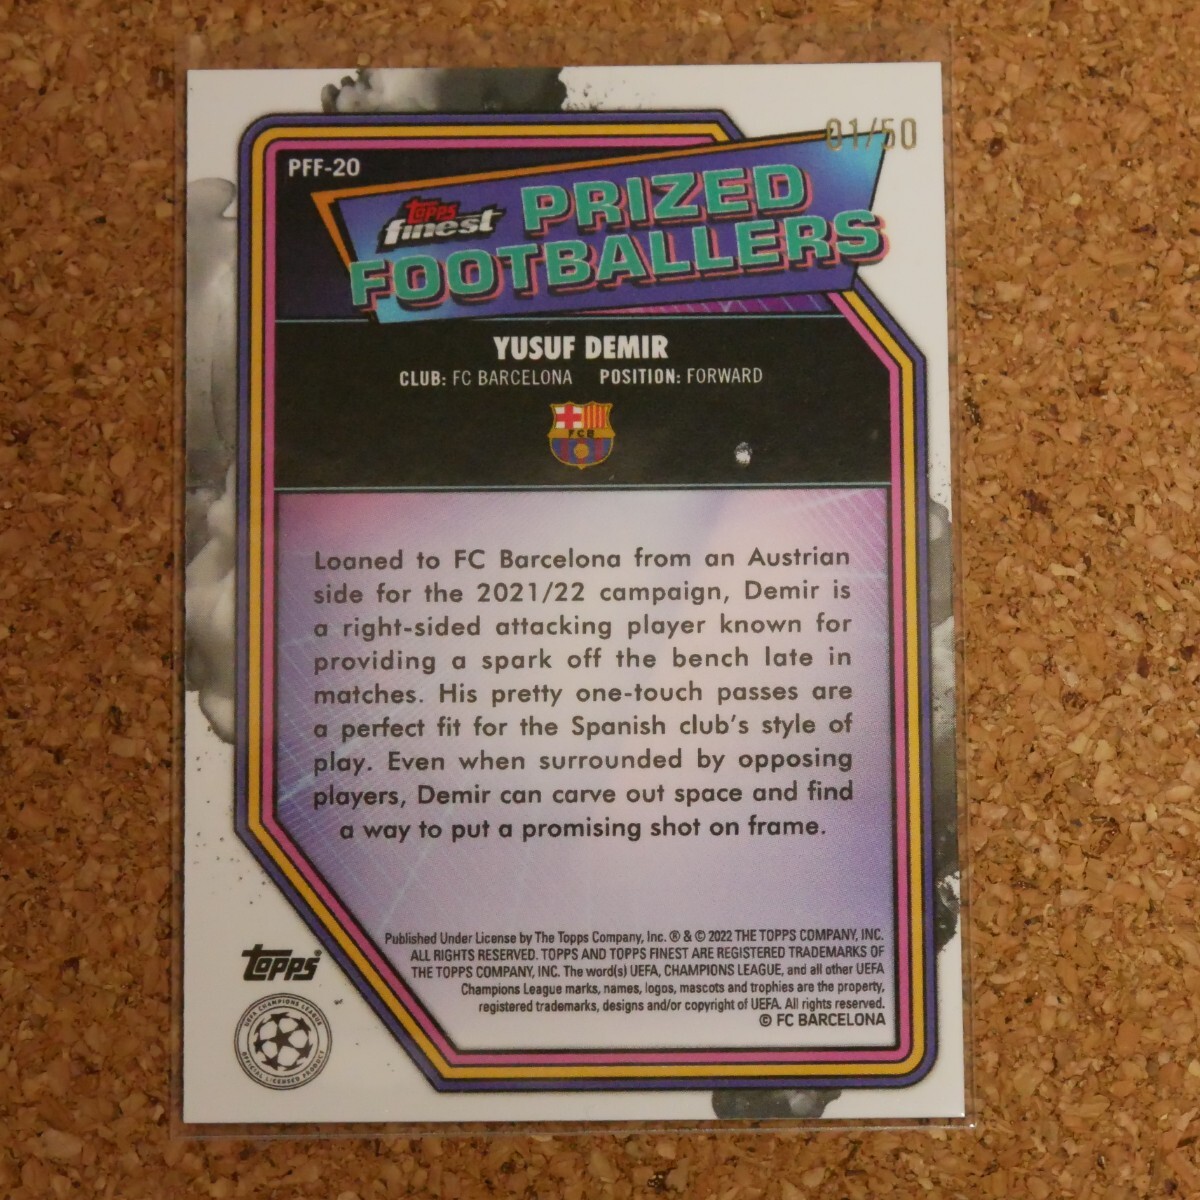 01/50
PFF-20
Topps
finest
PRIZED
FOOTBALLERS
YUSUF DEMIR
CLUB: FC BARCELONA POSITION: FORWARD
FCB
Loaned to FC Barcelona from an Austrian
side for the 2021/22 campaign, Demir is
a right-sided attacking player known for
providing a spark off the bench late in
matches. His pretty one-touch passes are
a perfect fit for the Spanish club's style of
play. Even when surrounded by opposing
players, Demir can carve out space and find
a way to put a promising shot on frame.
Published Under License by The Topps Company, Inc. ® & © 2022 THE TOPPS COMPANY, INC.
ALL RIGHTS RESERVED. TOPPS AND TOPPS FINEST ARE REGISTERED TRADEMARKS OF
THE TOPPS COMPANY, INC. The word(s) UEFA, CHAMPIONS LEAGUE, and all other UEFA
Champions League marks, names, logos, mascots and trophies are the property,
registered trademarks, designs and/or copyright of UEFA. All rights reserved.
© FC BARCELONA
Topps®
UEFA CHAMPIONS LEAGUE
OFFICIAL LICENSED PRODUCT